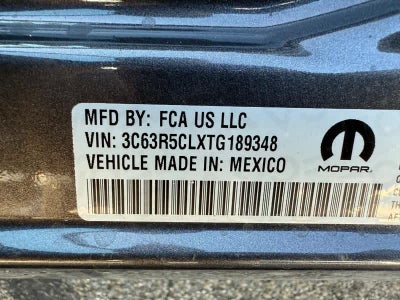 MFD BY: FCA US LLC
VIN: 3C63R5CLXTG189348
VEHICLE MADE IN: MEXICO
MOPAR